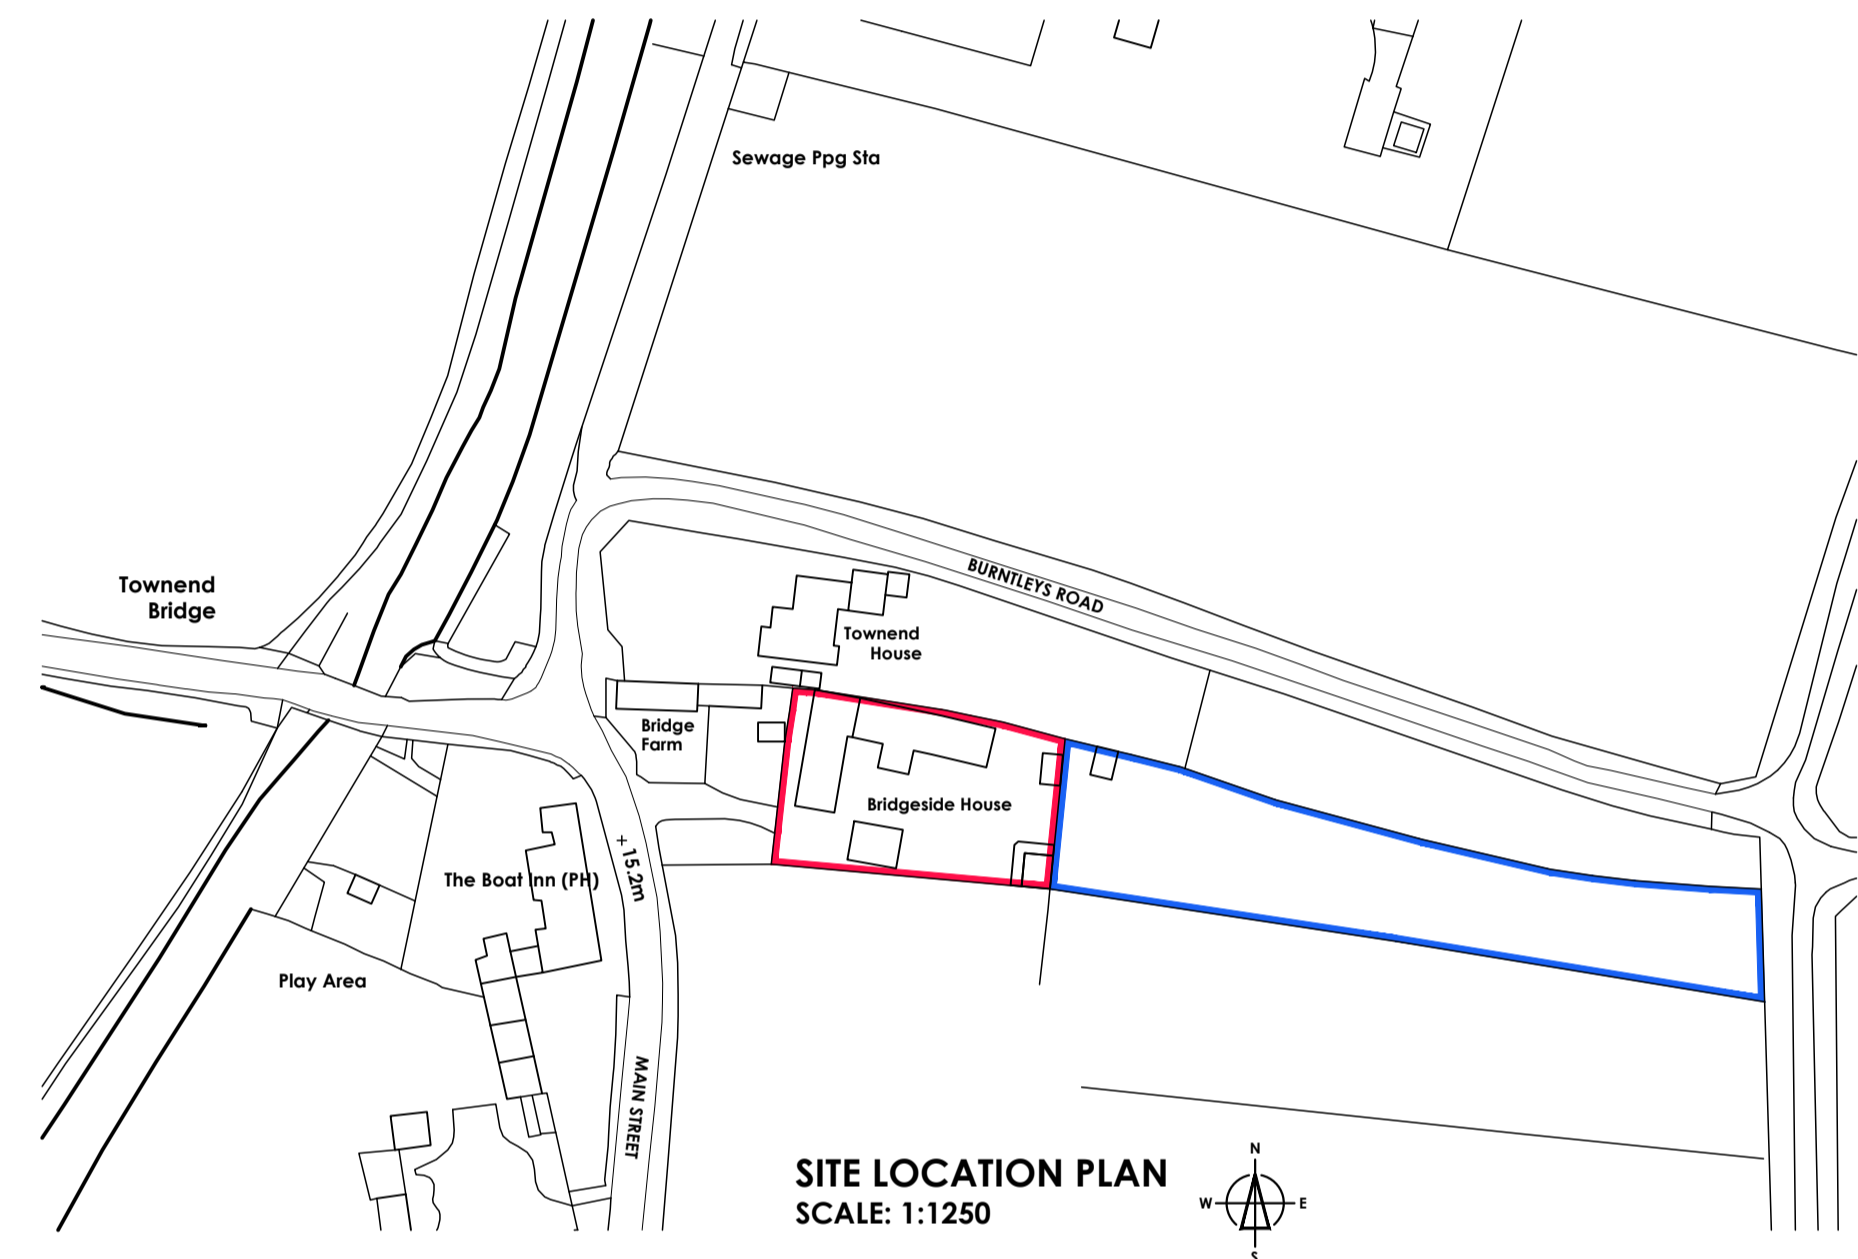 Sewage Ppg Sta
Townend
Bridge
BURNTLEYS ROAD
Townend
House
Bridge
Farm
Bridgeside House
+ 15.2m
The Boat Inn (PH)
Play Area
MAIN STREET
SITE LOCATION PLAN
SCALE: 1:1250
N
W
E
S